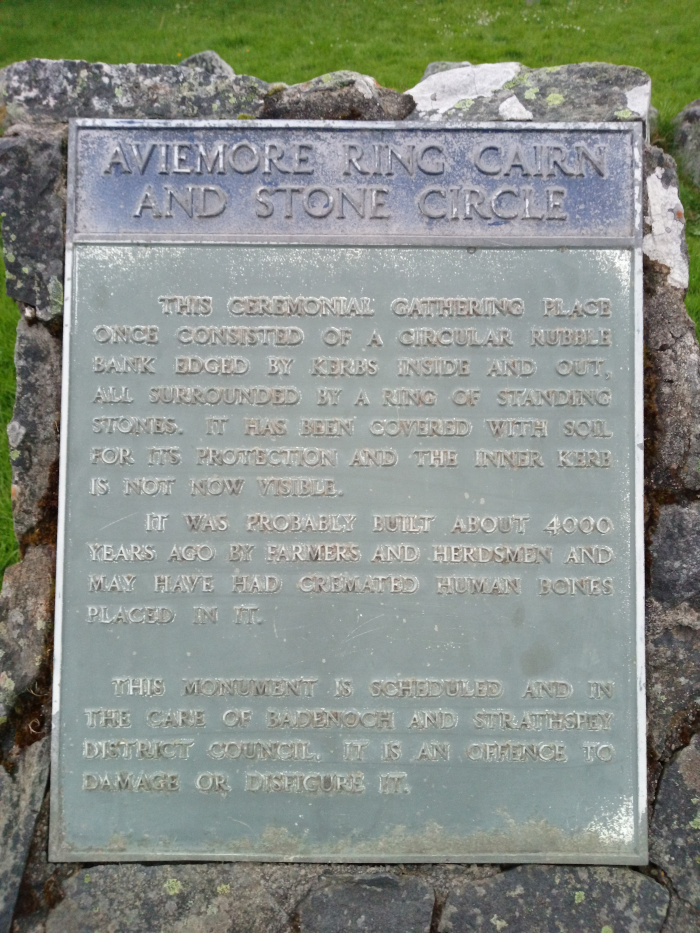 AVIEMORE RING CAIRN
AND STONE CIRCLE
THIS CEREMONIAL GATHERING PLACE
ONCE CONSISTED OF A CIRCULAR RUBBLE
BANK EDGED BY KERBS INSIDE AND OUT,
ALL SURROUNDED BY A RING OF STANDING
STONES. IT HAS BEEN COVERED WITH SOIL
FOR ITS PROTECTION AND THE INNER KERB
IS NOT NOW VISIBLE.
IT WAS PROBABLY BUILT ABOUT 4000
YEARS AGO BY FARMERS AND HERDSMEN AND
MAY HAVE HAD CREMATED HUMAN BONES
PLACED IN IT.
THIS MONUMENT IS SCHEDULED AND IN
THE CARE OF BADENOCH AND STRATHSPEY
DISTRICT COUNCIL. IT IS AN OFFENCE TO
DAMAGE OR DISFIGURE IT.